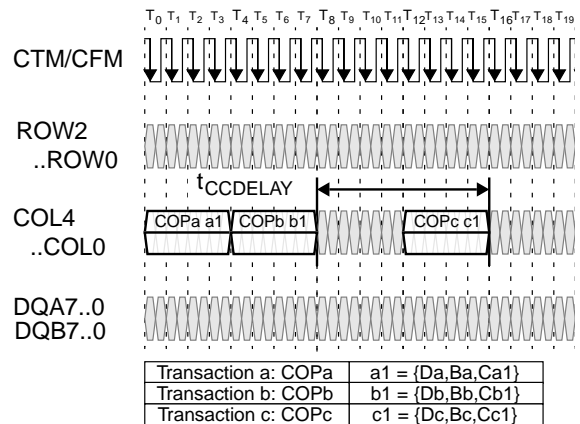 T0 T1 T2 T3 T4 T5 T6 T7 T8 T9 T10 T11 T12 T13 T14 T15 T16 T17 T18 T19
CTM/CFM
ROW2
..ROW0
tCCDELAY
COL4
..COL0
COPa a1 COPb b1 COPc c1
DQA7..0
DQB7..0
Transaction a: COPa a1 = {Da,Ba,Ca1}
Transaction b: COPb b1 = {Db,Bb,Cb1}
Transaction c: COPc c1 = {Dc,Bc,Cc1}